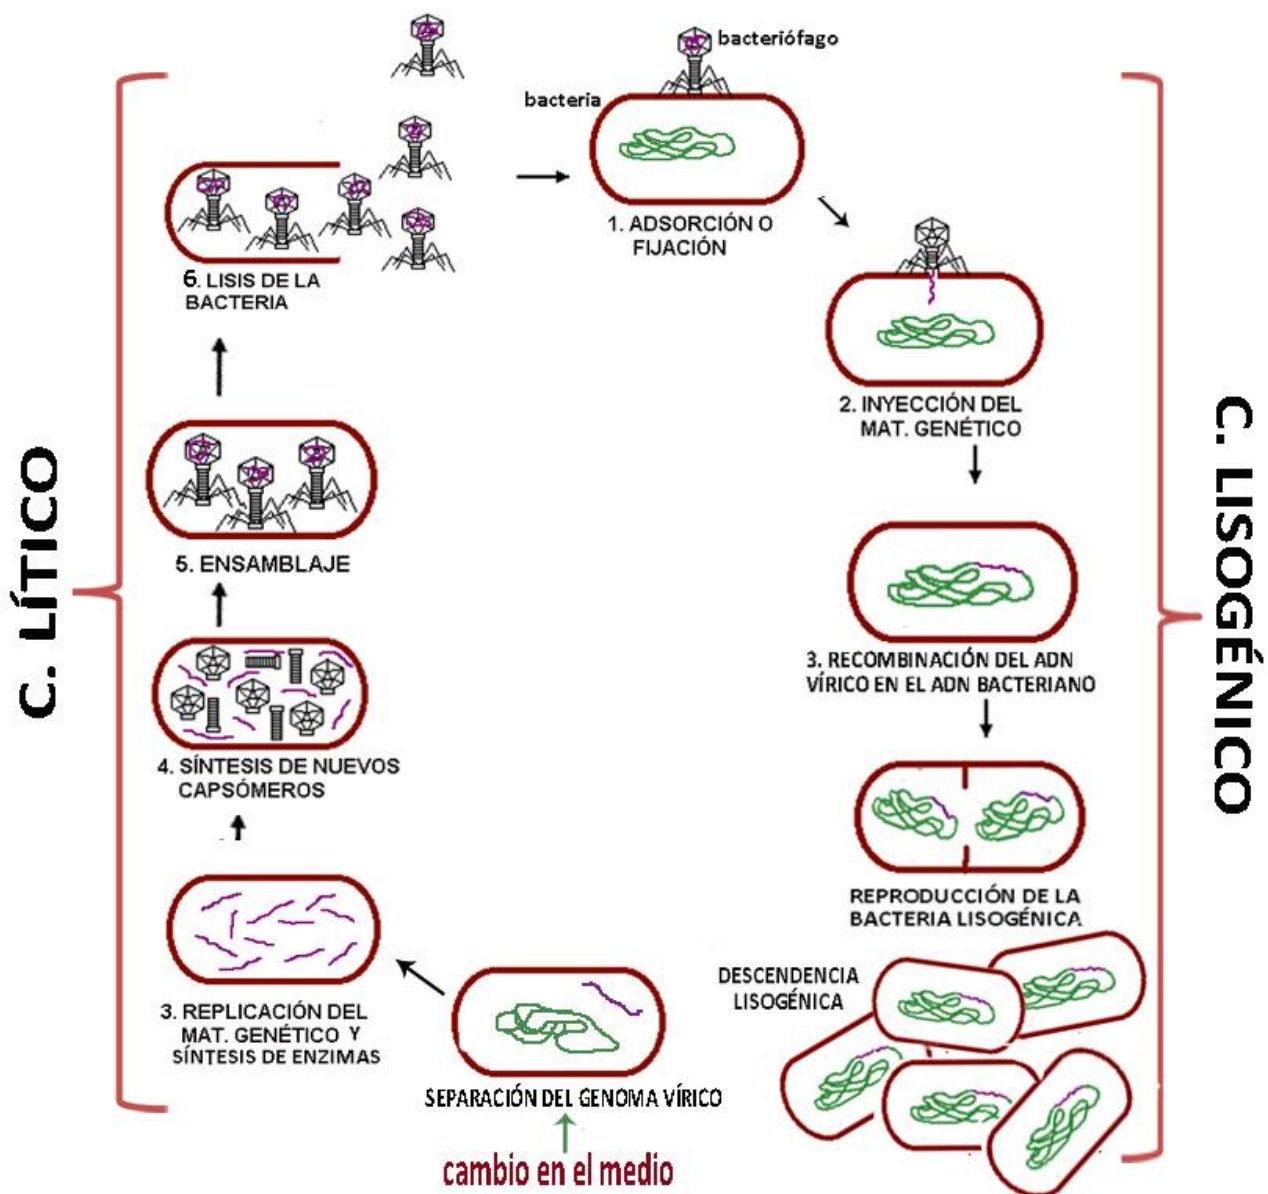 bacteriófago
bacteria
1. ADSORCIÓN O
FIJACIÓN
2. INYECCIÓN DEL
MAT. GENÉTICO
3. RECOMBINACIÓN DEL ADN
VÍRICO EN EL ADN BACTERIANO
REPRODUCCIÓN DE LA
BACTERIA LISOGÉNICA
DESCENDENCIA
LISOGÉNICA
C. LISOGÉNICO
cambio en el medio
SEPARACIÓN DEL GENOMA VÍRICO
3. REPLICACIÓN DEL
MAT. GENÉTICO Y
SÍNTESIS DE ENZIMAS
4. SÍNTESIS DE NUEVOS
CAPSÓMEROS
5. ENSAMBLAJE
6. LISIS DE LA
BACTERIA
C. LÍTICO